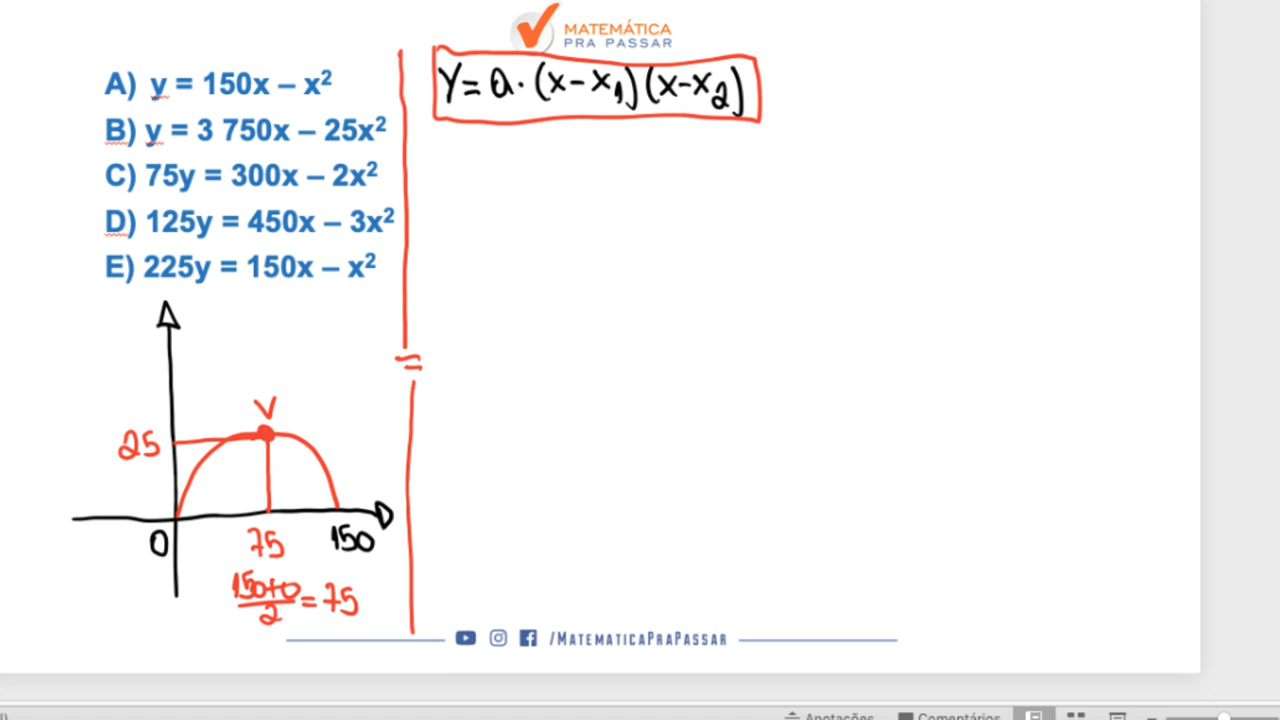 MATEMÁTICA
PRA PASSAR
A) y = 150x – x²
B) y = 3 750x – 25x²
C) 75y = 300x – 2x²
D) 125y = 450x – 3x²
E) 225y = 150x – x²
Y = a · (x - x₁)(x - x₂)
V
25
0
75
150
150+0/2 = 75
/MATEMATICAPRAPASSAR
Anotações
Comentários